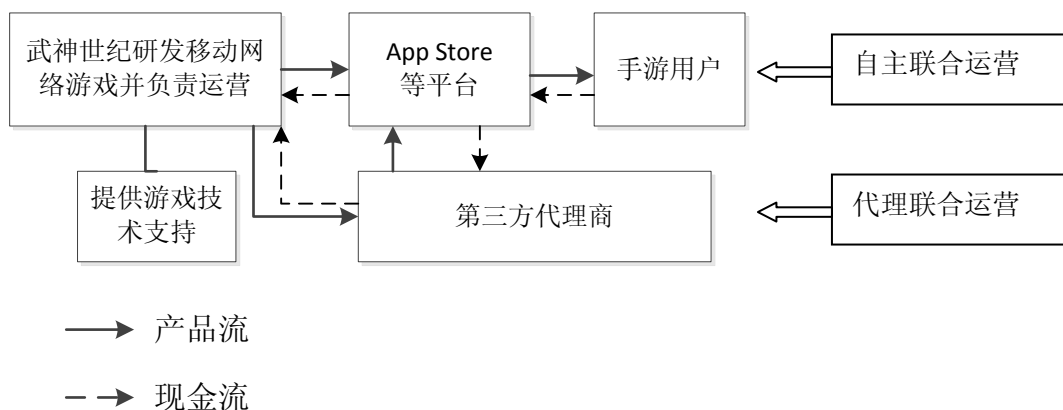 武神世纪研发移动网
络游戏并负责运营
App Store
等平台
手游用户
自主联合运营
提供游戏技
术支持
第三方代理商
代理联合运营
产品流
现金流